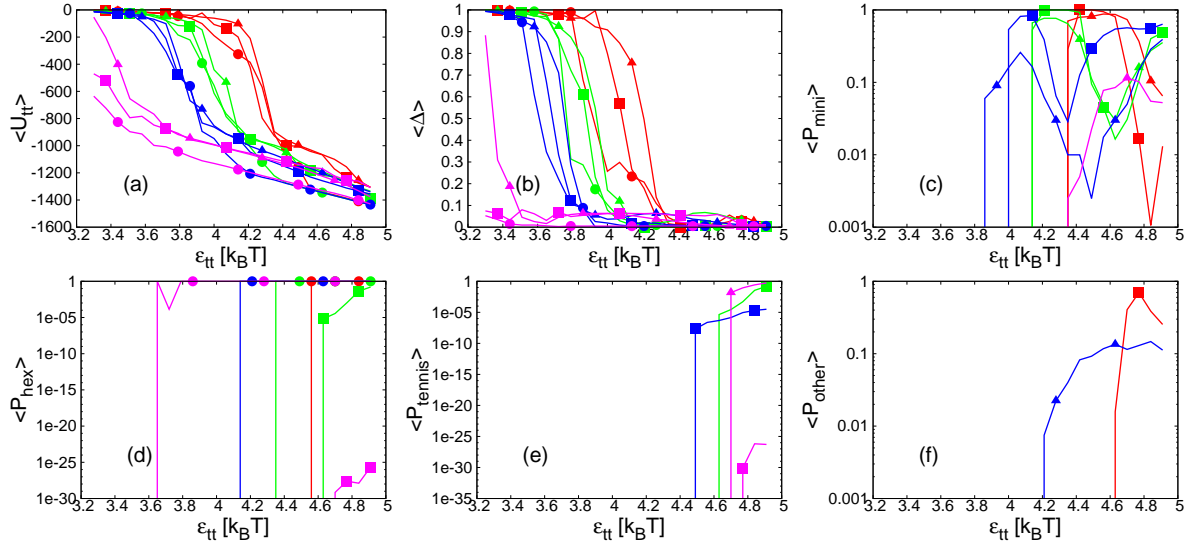 0
-200
-400
-600
-800
-1000
-1200
-1400
-1600
3.2 3.4 3.6 3.8 4 4.2 4.4 4.6 4.8 5
<U_tt>
ε_tt [k_BT]
(a)
1
0.9
0.8
0.7
0.6
0.5
0.4
0.3
0.2
0.1
0
3.2 3.4 3.6 3.8 4 4.2 4.4 4.6 4.8 5
<Δ>
ε_tt [k_BT]
(b)
1
0.1
0.01
0.001
3.2 3.4 3.6 3.8 4 4.2 4.4 4.6 4.8 5
<P_mini>
ε_tt [k_BT]
(c)
1
1e-05
1e-10
1e-15
1e-20
1e-25
1e-30
3.2 3.4 3.6 3.8 4 4.2 4.4 4.6 4.8 5
<P_hex>
ε_tt [k_BT]
(d)
1
1e-05
1e-10
1e-15
1e-20
1e-25
1e-30
1e-35
3.2 3.4 3.6 3.8 4 4.2 4.4 4.6 4.8 5
<P_tennis>
ε_tt [k_BT]
(e)
1
0.1
0.01
0.001
3.2 3.4 3.6 3.8 4 4.2 4.4 4.6 4.8 5
<P_other>
ε_tt [k_BT]
(f)